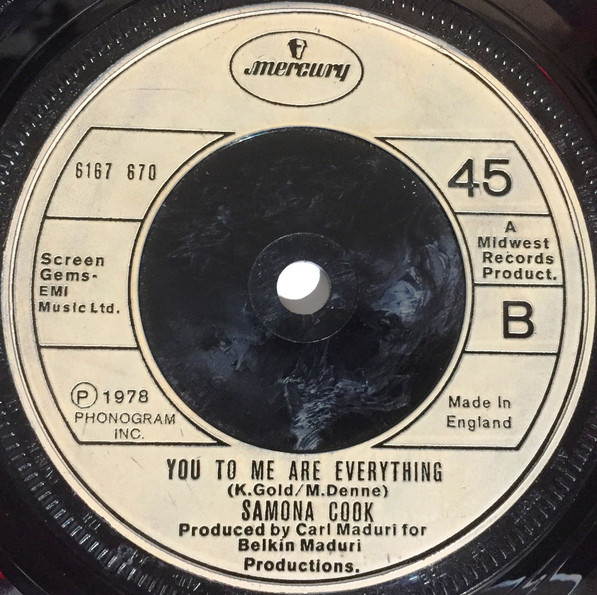 mercury
6167 670
45
Screen
Gems-
EMI
Music Ltd.
A
Midwest
Records
Product.
B
Ⓟ 1978
PHONOGRAM
INC.
Made In
England
YOU TO ME ARE EVERYTHING
(K.Gold/M.Denne)
SAMONA COOK
Produced by Carl Maduri for
Belkin Maduri
Productions.